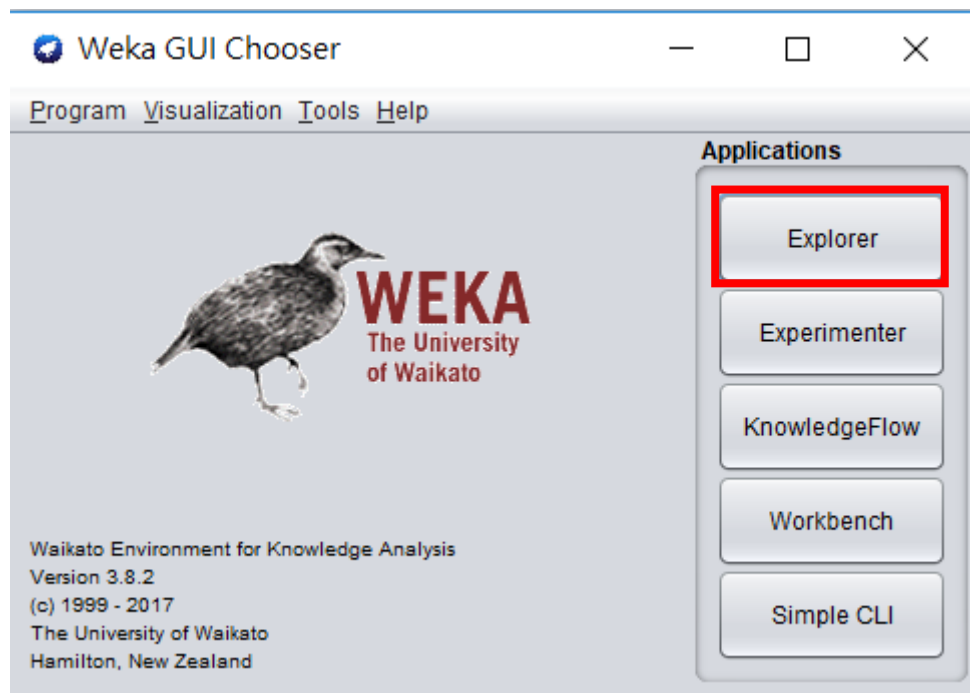 Weka GUI Chooser
Program Visualization Tools Help
Applications
Explorer
Experimenter
KnowledgeFlow
Workbench
Simple CLI
WEKA
The University
of Waikato
Waikato Environment for Knowledge Analysis
Version 3.8.2
(c) 1999 - 2017
The University of Waikato
Hamilton, New Zealand